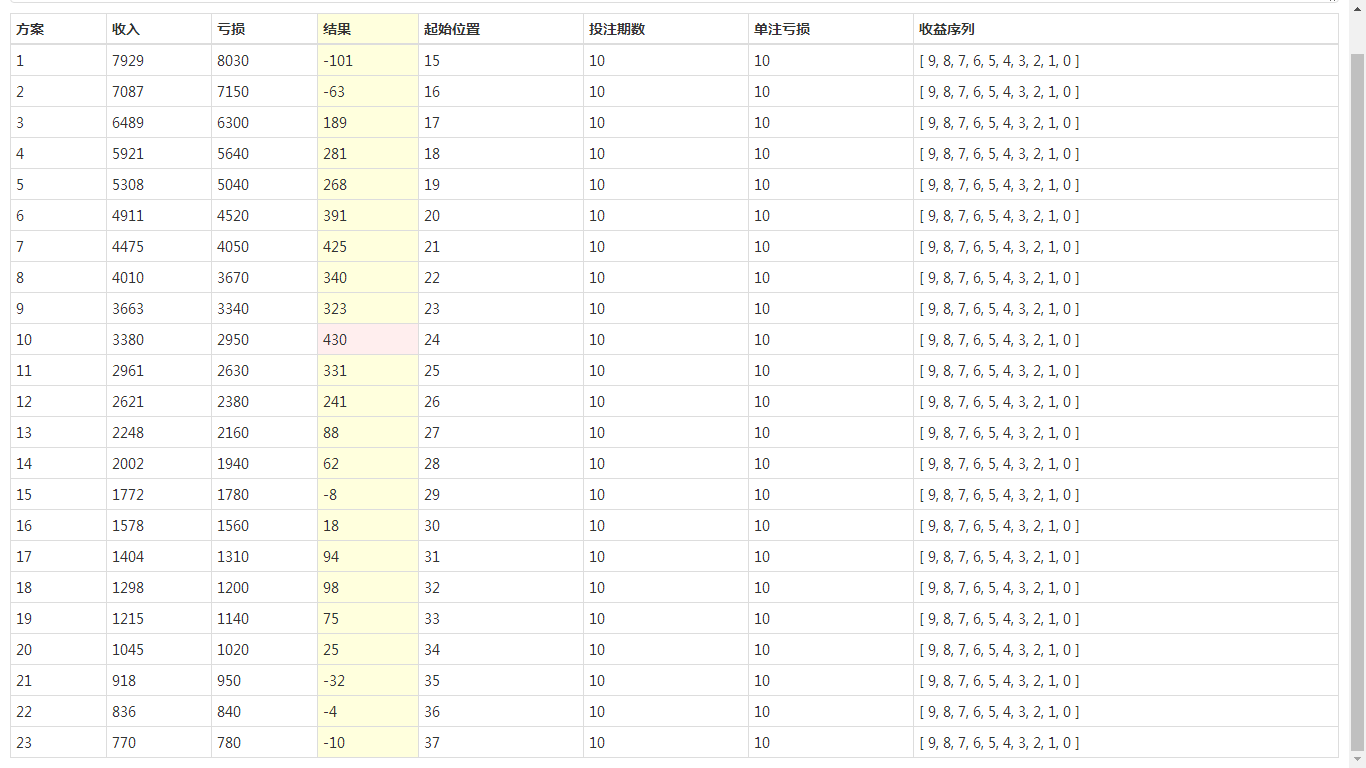 方案 收入 亏损 结果 起始位置 投注期数 单注亏损 收益序列
1 7929 8030 -101 15 10 10 [ 9, 8, 7, 6, 5, 4, 3, 2, 1, 0 ]
2 7087 7150 -63 16 10 10 [ 9, 8, 7, 6, 5, 4, 3, 2, 1, 0 ]
3 6489 6300 189 17 10 10 [ 9, 8, 7, 6, 5, 4, 3, 2, 1, 0 ]
4 5921 5640 281 18 10 10 [ 9, 8, 7, 6, 5, 4, 3, 2, 1, 0 ]
5 5308 5040 268 19 10 10 [ 9, 8, 7, 6, 5, 4, 3, 2, 1, 0 ]
6 4911 4520 391 20 10 10 [ 9, 8, 7, 6, 5, 4, 3, 2, 1, 0 ]
7 4475 4050 425 21 10 10 [ 9, 8, 7, 6, 5, 4, 3, 2, 1, 0 ]
8 4010 3670 340 22 10 10 [ 9, 8, 7, 6, 5, 4, 3, 2, 1, 0 ]
9 3663 3340 323 23 10 10 [ 9, 8, 7, 6, 5, 4, 3, 2, 1, 0 ]
10 3380 2950 430 24 10 10 [ 9, 8, 7, 6, 5, 4, 3, 2, 1, 0 ]
11 2961 2630 331 25 10 10 [ 9, 8, 7, 6, 5, 4, 3, 2, 1, 0 ]
12 2621 2380 241 26 10 10 [ 9, 8, 7, 6, 5, 4, 3, 2, 1, 0 ]
13 2248 2160 88 27 10 10 [ 9, 8, 7, 6, 5, 4, 3, 2, 1, 0 ]
14 2002 1940 62 28 10 10 [ 9, 8, 7, 6, 5, 4, 3, 2, 1, 0 ]
15 1772 1780 -8 29 10 10 [ 9, 8, 7, 6, 5, 4, 3, 2, 1, 0 ]
16 1578 1560 18 30 10 10 [ 9, 8, 7, 6, 5, 4, 3, 2, 1, 0 ]
17 1404 1310 94 31 10 10 [ 9, 8, 7, 6, 5, 4, 3, 2, 1, 0 ]
18 1298 1200 98 32 10 10 [ 9, 8, 7, 6, 5, 4, 3, 2, 1, 0 ]
19 1215 1140 75 33 10 10 [ 9, 8, 7, 6, 5, 4, 3, 2, 1, 0 ]
20 1045 1020 25 34 10 10 [ 9, 8, 7, 6, 5, 4, 3, 2, 1, 0 ]
21 918 950 -32 35 10 10 [ 9, 8, 7, 6, 5, 4, 3, 2, 1, 0 ]
22 836 840 -4 36 10 10 [ 9, 8, 7, 6, 5, 4, 3, 2, 1, 0 ]
23 770 780 -10 37 10 10 [ 9, 8, 7, 6, 5, 4, 3, 2, 1, 0 ]